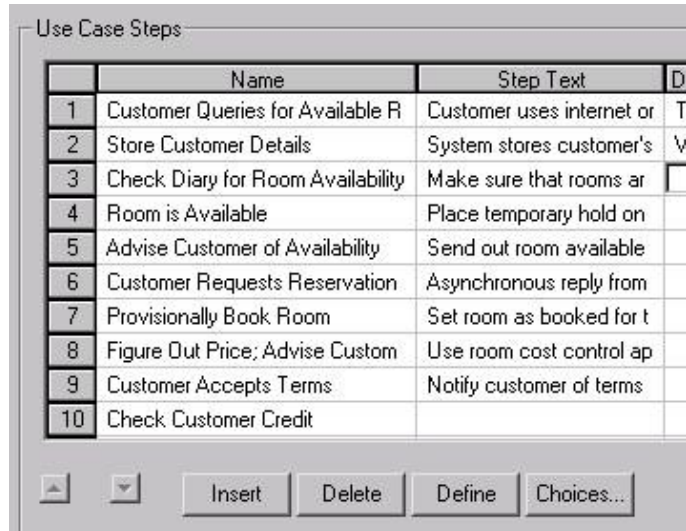 Use Case Steps
Name Step Text D
1 Customer Queries for Available R Customer uses internet or T
2 Store Customer Details System stores customer's V
3 Check Diary for Room Availability Make sure that rooms ar
4 Room is Available Place temporary hold on
5 Advise Customer of Availability Send out room available
6 Customer Requests Reservation Asynchronous reply from
7 Provisionally Book Room Set room as booked for t
8 Figure Out Price; Advise Custom Use room cost control ap
9 Customer Accepts Terms Notify customer of terms
10 Check Customer Credit
Insert Delete Define Choices...